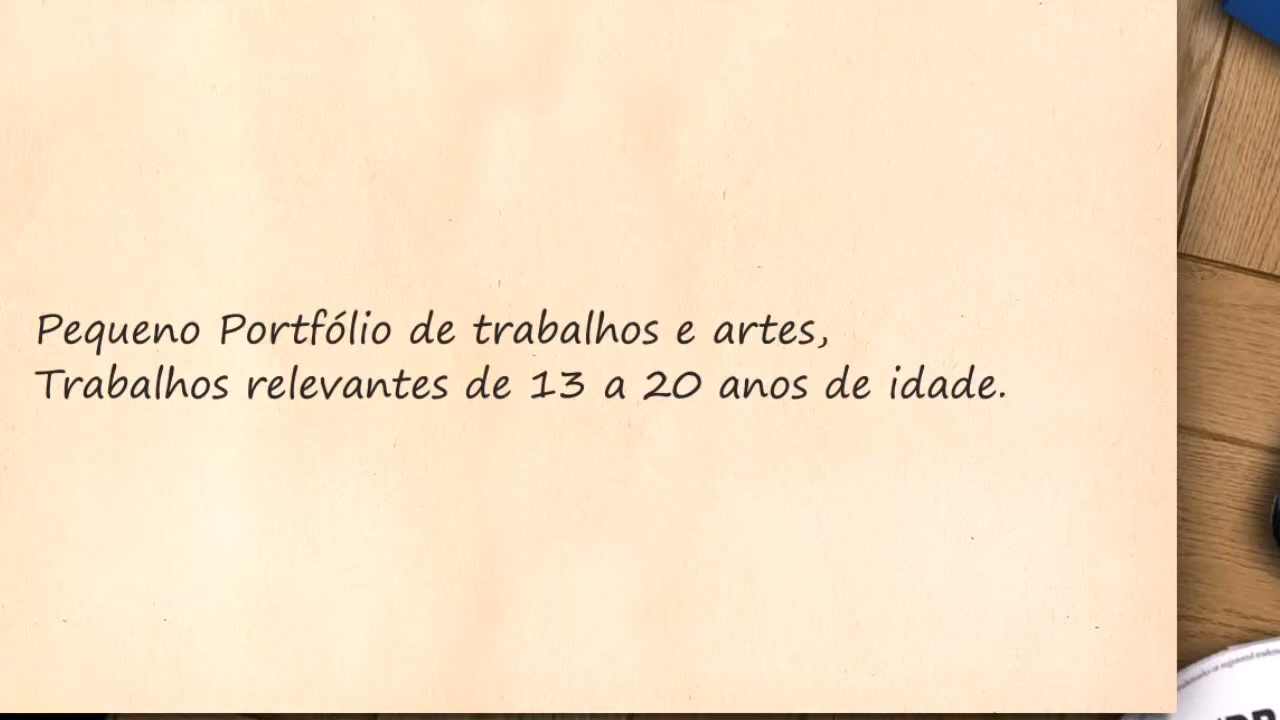 Pequeno Portfólio de trabalhos e artes,
Trabalhos relevantes de 13 a 20 anos de idade.